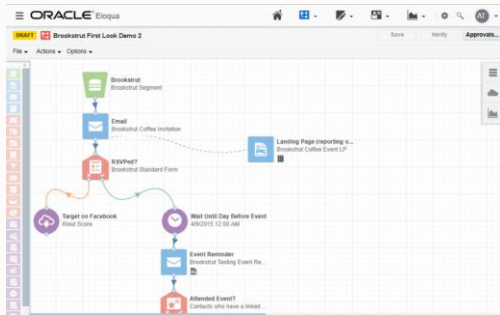 ORACLE Eloqua
AT
DRAFT Brookstrut First Look Demo 2
Save Verify Approvals...
File Actions Options
Brookstrut
Brookstrut Segment
Email
Brookstrut Coffee Invitation
Landing Page (reporting o...
Brookstrut Coffee Event LP
RSVPed?
Brookstrut Standard Form
Target on Facebook
Klout Score
Wait Until Day Before Event
4/9/2015 12:00 AM
Event Reminder
Brookstrut Tasting Event Re...
Attended Event?
Contacts who have a linked ...